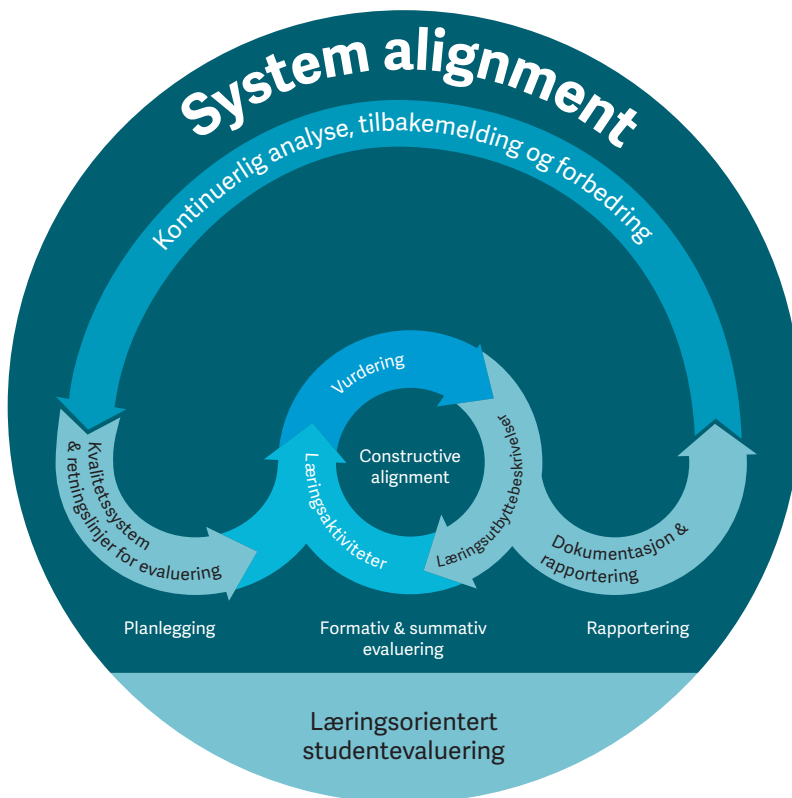 System alignment
Kontinuerlig analyse, tilbakemelding og forbedring
Vurdering
Constructive
alignment
Læringsaktiviteter
Læringsutbyttebeskrivelser
Kvalitetssystem
& retningslinjer for evaluering
Dokumentasjon &
rapportering
Planlegging
Formativ & summativ
evaluering
Rapportering
Læringsorientert
studentevaluering